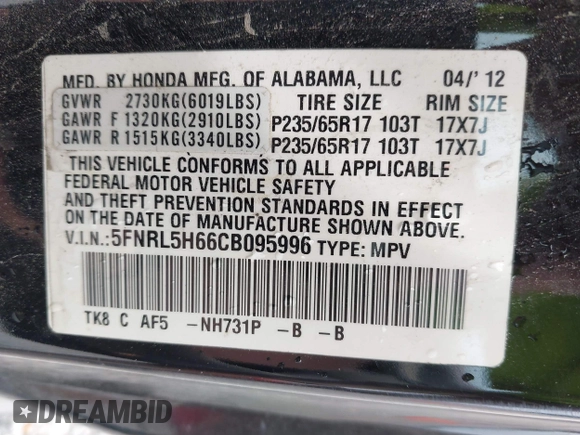 MFD. BY HONDA MFG. OF ALABAMA, LLC 04/'12
GVWR 2730KG(6019LBS) TIRE SIZE RIM SIZE
GAWR F 1320KG(2910LBS) P235/65R17 103T 17X7J
GAWR R 1515KG(3340LBS) P235/65R17 103T 17X7J
THIS VEHICLE CONFORMS TO ALL APPLICABLE
FEDERAL MOTOR VEHICLE SAFETY
AND THEFT PREVENTION STANDARDS IN EFFECT
ON THE DATE OF MANUFACTURE SHOWN ABOVE.
V.I.N.:5FNRL5H66CB095996 TYPE: MPV
TK8 C AF5 -NH731P -B -B
DREAMBID